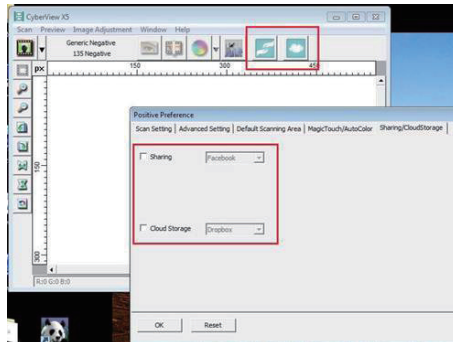 CyberView X5
Scan Preview Image Adjustment Window Help
Generic Negative
135 Negative
px
150 300 450
150
300
Positive Preference
Scan Setting Advanced Setting Default Scanning Area MagicTouch/AutoColor Sharing/CloudStorage
Sharing Facebook
Cloud Storage Dropbox
R:0 G:0 B:0
OK Reset